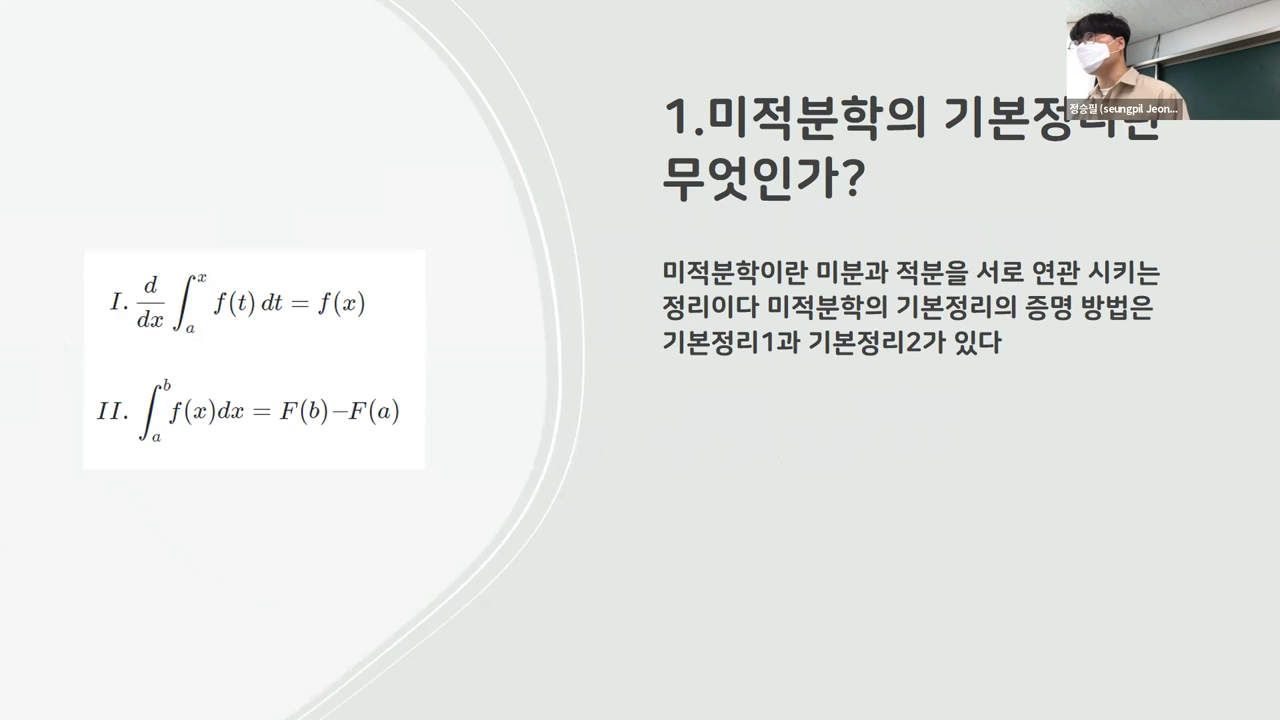 정승필 (seungpil Jeon...
1.미적분학의 기본정리란
무엇인가?
미적분학이란 미분과 적분을 서로 연관 시키는
정리이다 미적분학의 기본정리의 증명 방법은
기본정리1과 기본정리2가 있다
I. d/dx ∫_a^x f(t) dt = f(x)
II. ∫_a^b f(x)dx = F(b)−F(a)